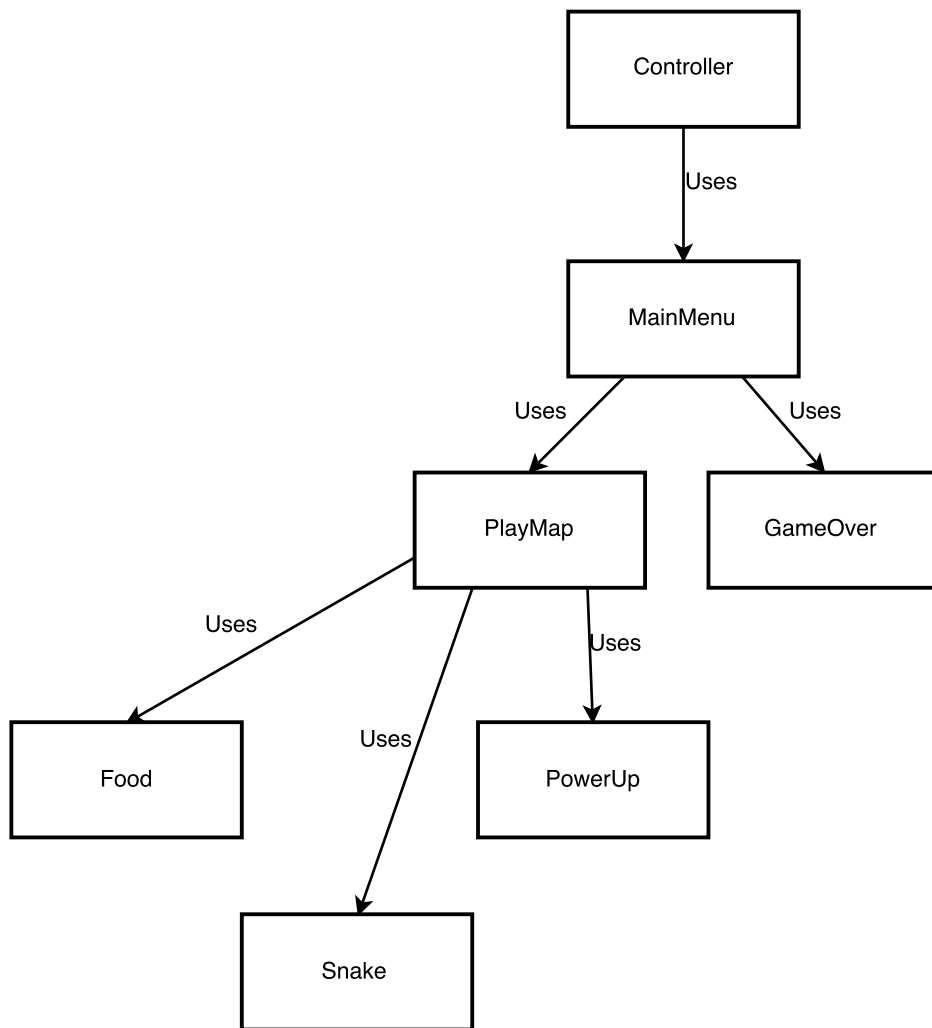 Controller
Uses
MainMenu
Uses
Uses
PlayMap
GameOver
Uses
Uses
Uses
Food
PowerUp
Snake